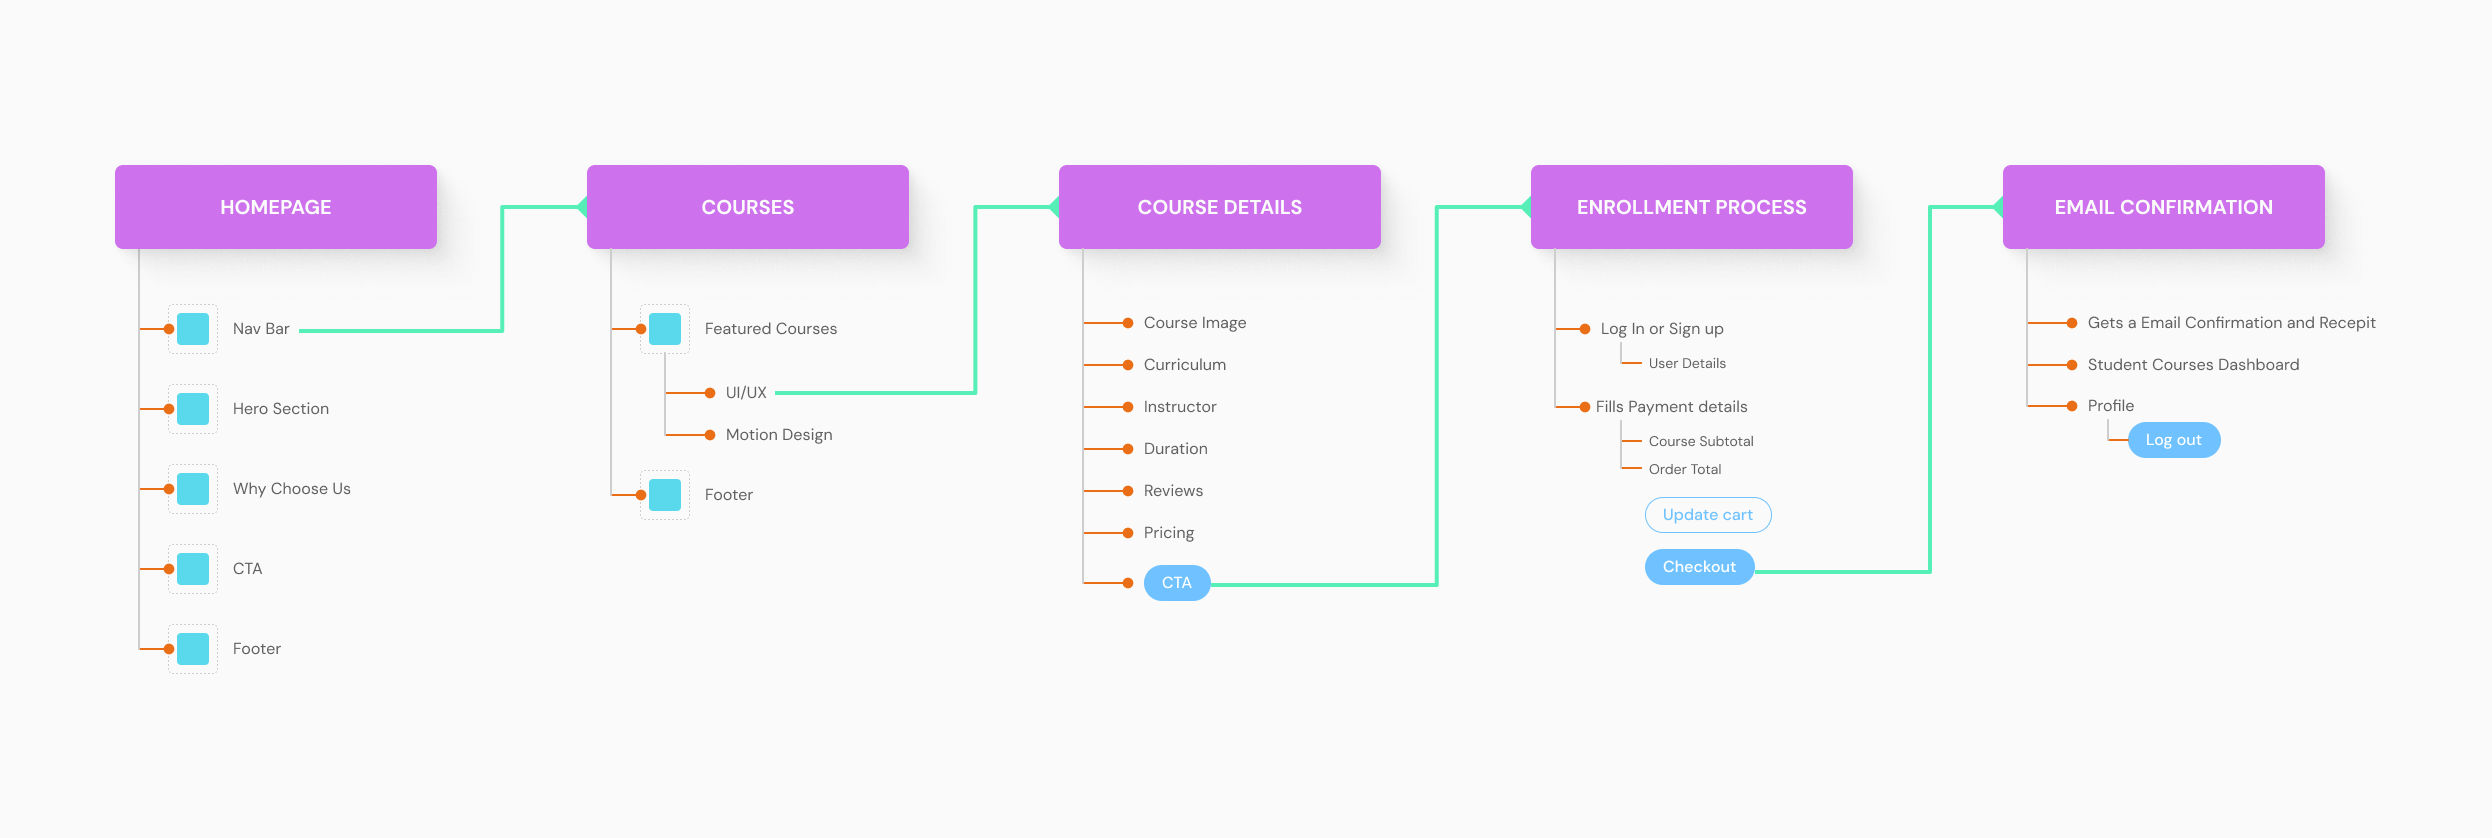 HOMEPAGE
Nav Bar
Hero Section
Why Choose Us
CTA
Footer
COURSES
Featured Courses
UI/UX
Motion Design
Footer
COURSE DETAILS
Course Image
Curriculum
Instructor
Duration
Reviews
Pricing
CTA
ENROLLMENT PROCESS
Log In or Sign up
User Details
Fills Payment details
Course Subtotal
Order Total
Update cart
Checkout
EMAIL CONFIRMATION
Gets a Email Confirmation and Recepit
Student Courses Dashboard
Profile
Log out